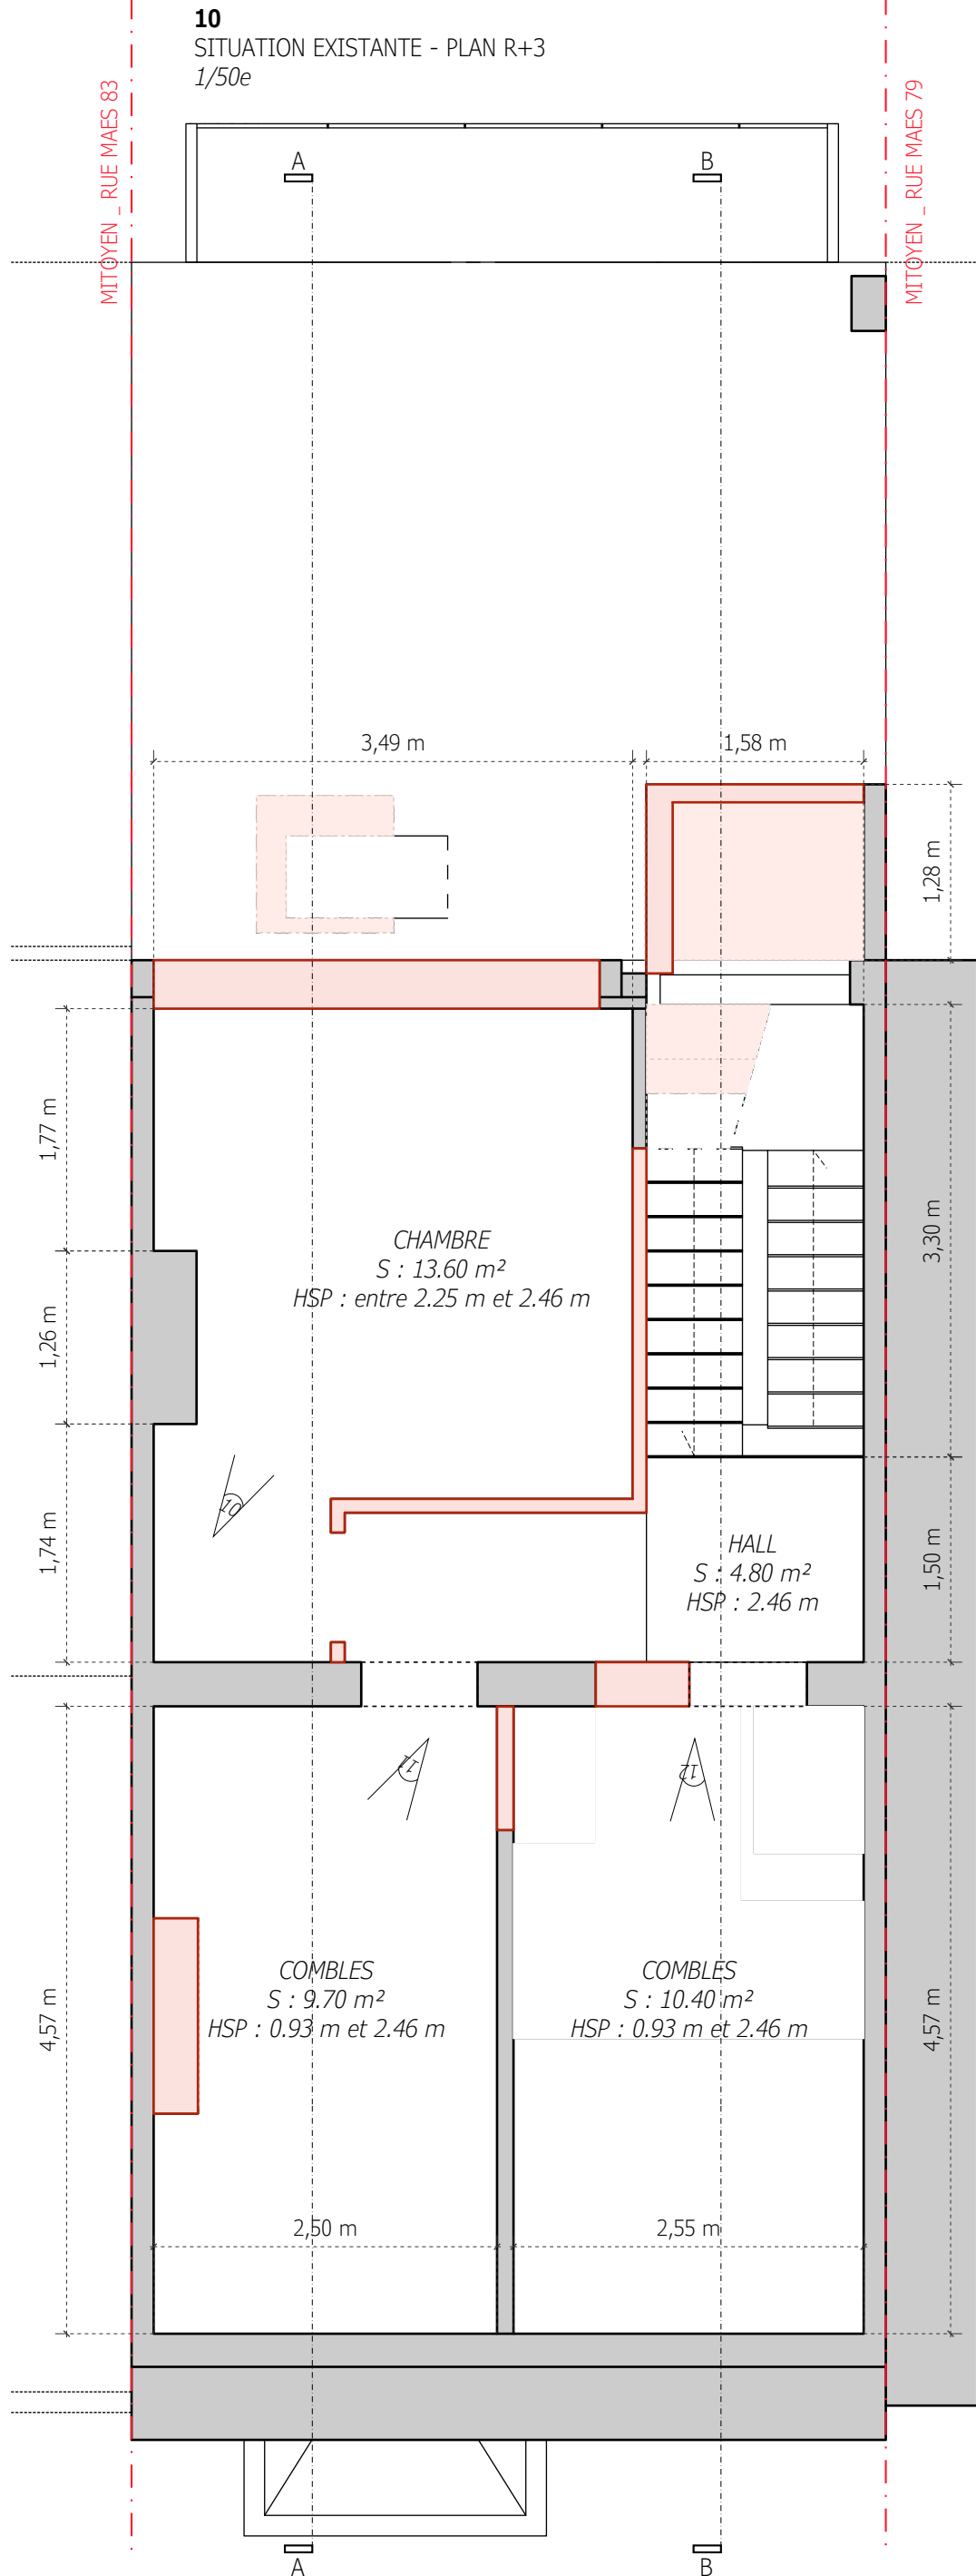 10
SITUATION EXISTANTE - PLAN R+3
1/50e
MITOYEN _ RUE MAES 83
MITOYEN _ RUE MAES 79
A
B
3,49 m
1,58 m
1,28 m
1,77 m
CHAMBRE
S : 13.60 m²
HSP : entre 2.25 m et 2.46 m
3,30 m
1,26 m
10
1,74 m
HALL
S : 4.80 m²
HSP : 2.46 m
1,50 m
11
12
COMBLES
S : 9.70 m²
HSP : 0.93 m et 2.46 m
COMBLES
S : 10.40 m²
HSP : 0.93 m et 2.46 m
4,57 m
4,57 m
2,50 m
2,55 m
A
B